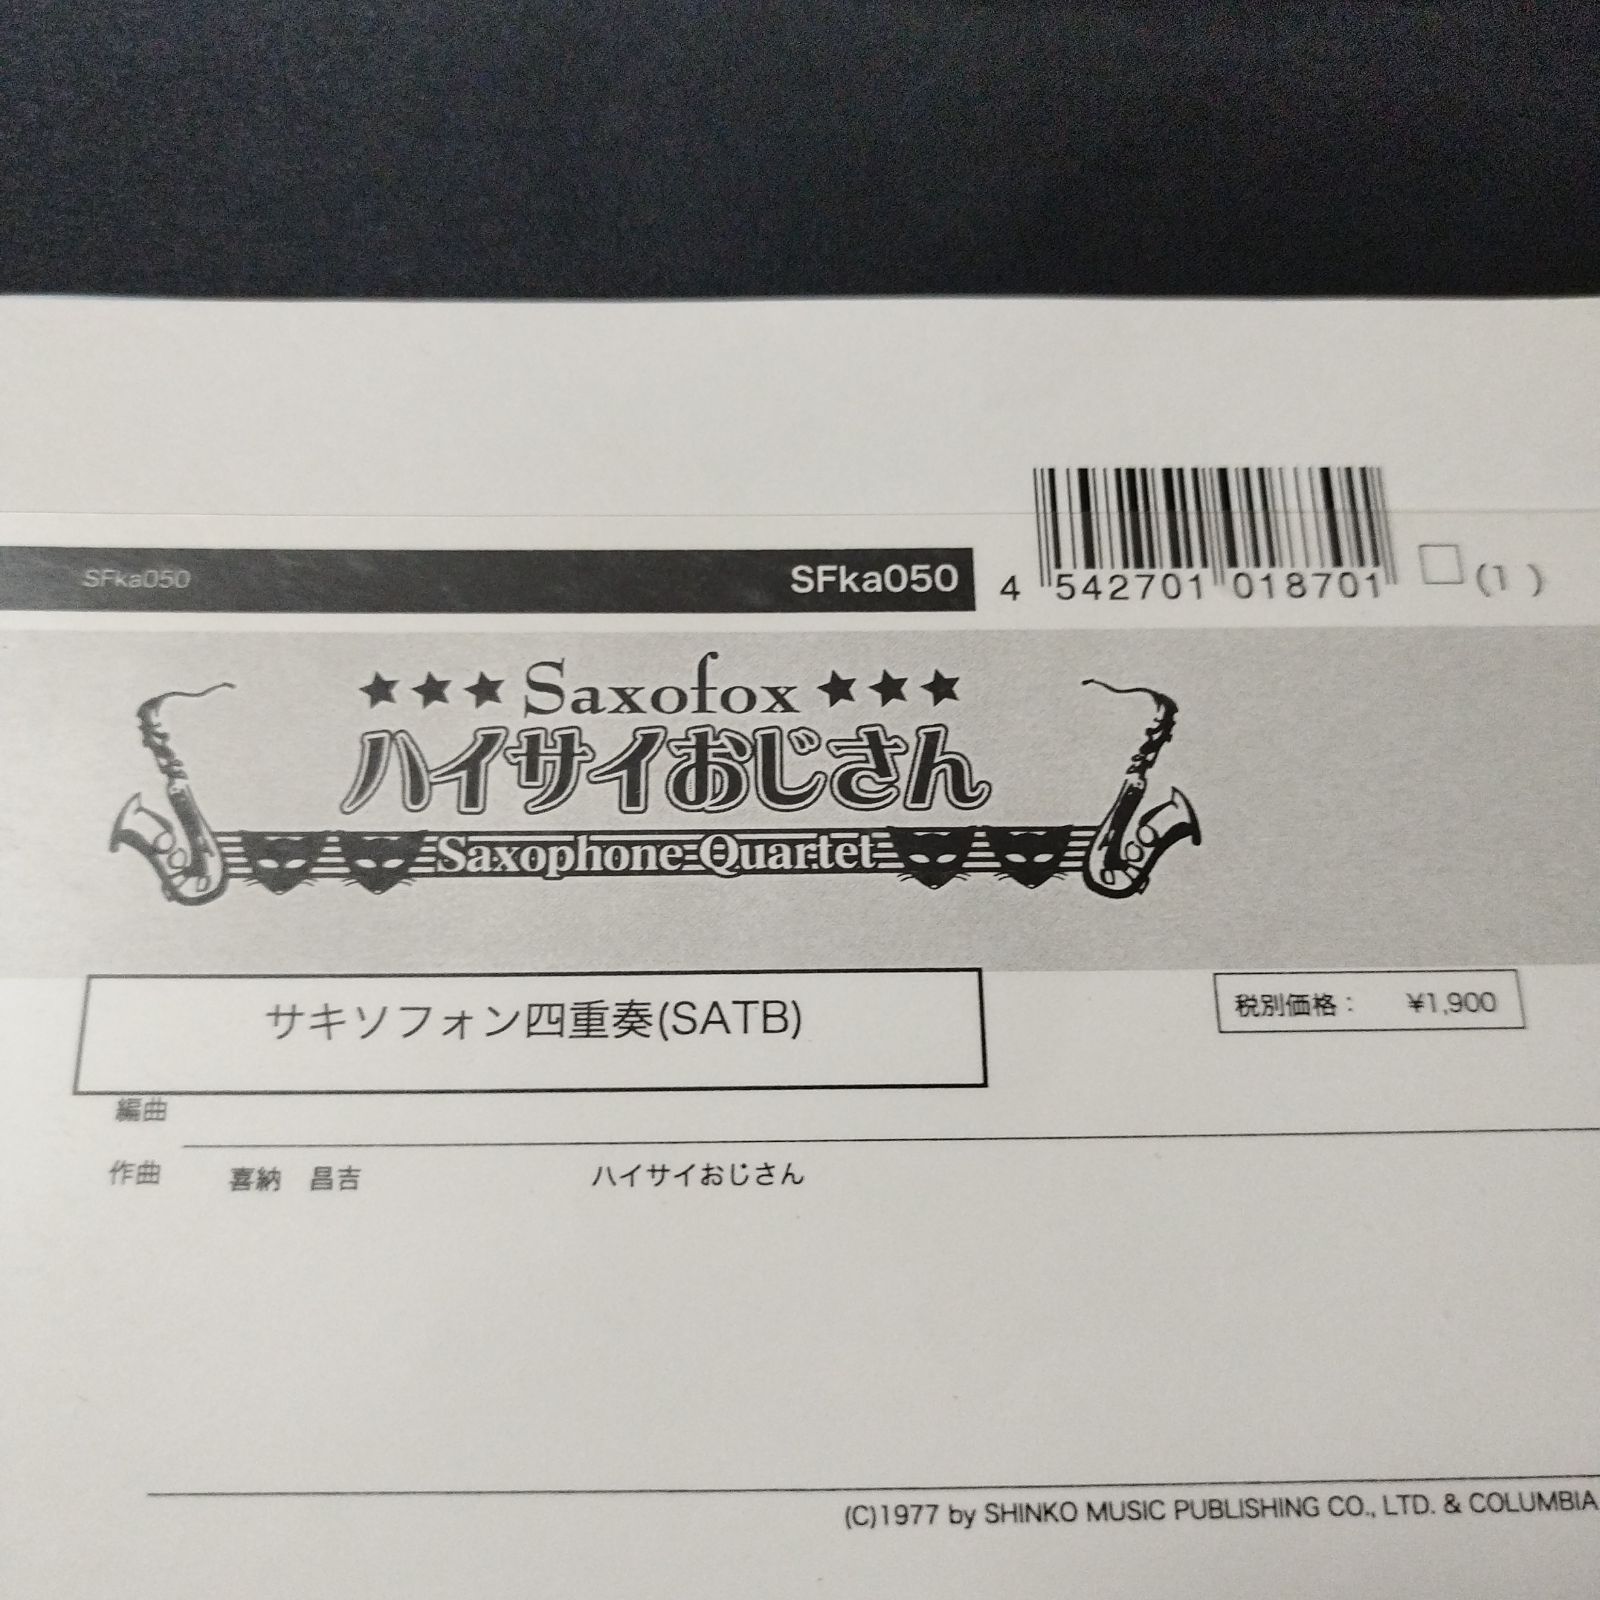 SFka050 SFka050
4 542701 018701 □(1 )
★★★Saxofox★★★
ハイサイおじさん
Saxophone Quartet
サキソフォン四重奏(SATB)
税別価格： ¥1,900
編曲
作曲 喜納 昌吉 ハイサイおじさん
(C)1977 by SHINKO MUSIC PUBLISHING CO., LTD. & COLUMBIA